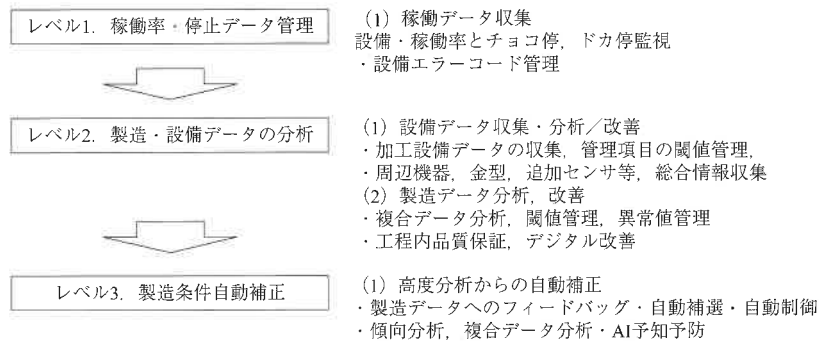 レベル1．稼働率・停止データ管理
(1) 稼働データ収集
設備・稼働率とチョコ停，ドカ停監視
・設備エラーコード管理
レベル2．製造・設備データの分析
(1) 設備データ収集・分析／改善
・加工設備データの収集，管理項目の閾値管理，
・周辺機器，金型，追加センサ等，総合情報収集
(2) 製造データ分析，改善
・複合データ分析，閾値管理，異常値管理
・工程内品質保証，デジタル改善
レベル3．製造条件自動補正
(1) 高度分析からの自動補正
・製造データへのフィードバッグ・自動補選・自動制御
・傾向分析，複合データ分析・AI予知予防